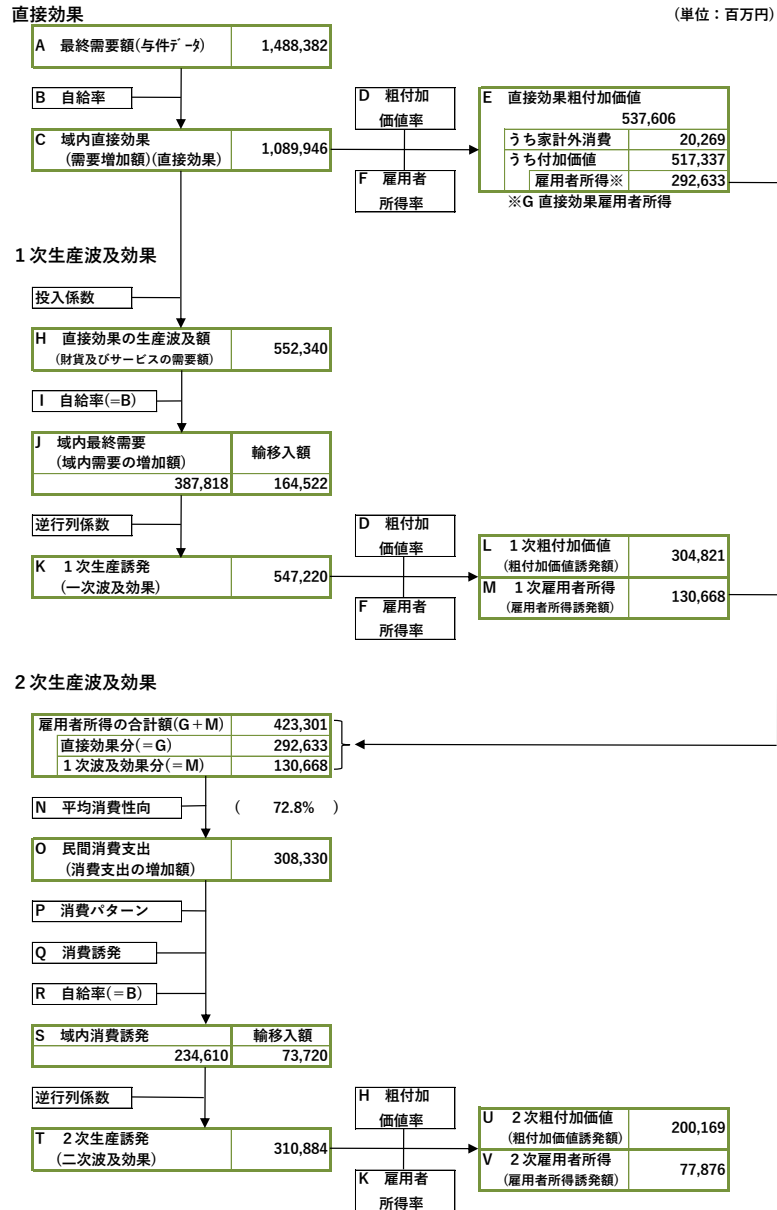 直接効果
(単位：百万円)
A 最終需要額(与件ﾃﾞｰﾀ) 1,488,382
B 自給率
D 粗付加
価値率
E 直接効果粗付加価値
537,606
うち家計外消費 20,269
うち付加価値 517,337
雇用者所得※ 292,633
※G 直接効果雇用者所得
C 域内直接効果
(需要増加額)(直接効果)
1,089,946
F 雇用者
所得率
１次生産波及効果
投入係数
H 直接効果の生産波及額
(財貨及びサービスの需要額)
552,340
I 自給率(=B)
J 域内最終需要
(域内需要の増加額)
輸移入額
387,818 164,522
逆行列係数
D 粗付加
価値率
K １次生産誘発
(一次波及効果)
547,220
L １次粗付加価値
(粗付加価値誘発額)
304,821
M １次雇用者所得
(雇用者所得誘発額)
130,668
F 雇用者
所得率
２次生産波及効果
雇用者所得の合計額(G＋M) 423,301
直接効果分(＝G) 292,633
１次波及効果分(＝M) 130,668
N 平均消費性向 ( 72.8% )
O 民間消費支出
(消費支出の増加額)
308,330
P 消費パターン
Q 消費誘発
R 自給率(＝B)
S 域内消費誘発 輸移入額
234,610 73,720
逆行列係数
H 粗付加
価値率
T ２次生産誘発
(二次波及効果)
310,884
U ２次粗付加価値
(粗付加価値誘発額)
200,169
V ２次雇用者所得
(雇用者所得誘発額)
77,876
K 雇用者
所得率